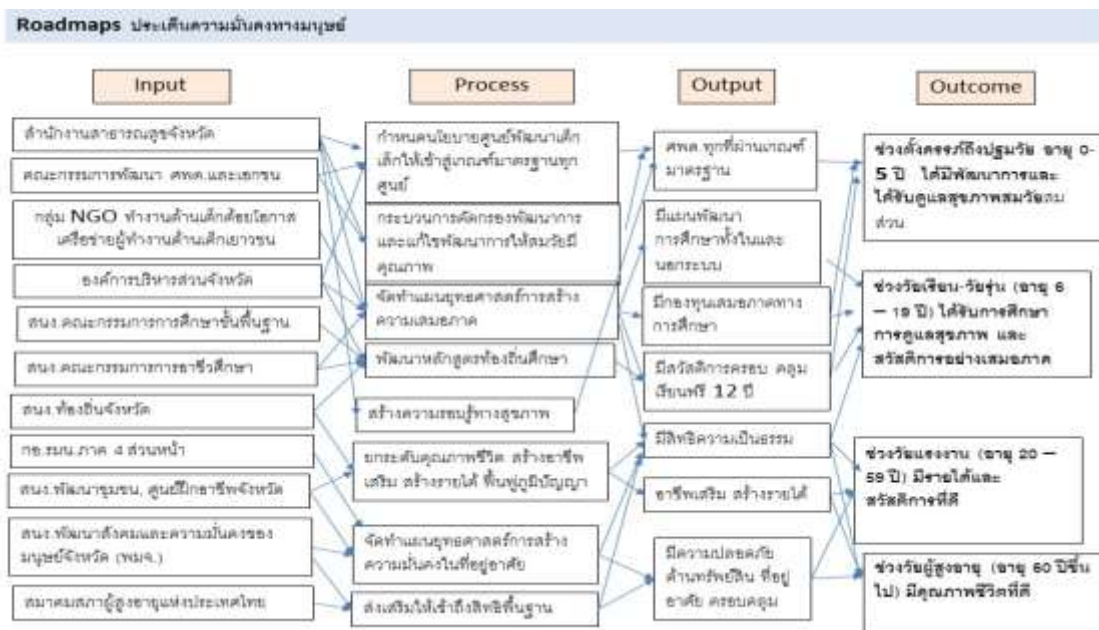 Roadmaps ประเด็นความมั่นคงทางมนุษย์
Input
Process
Output
Outcome
สำนักงานสาธารณสุขจังหวัด
คณะกรรมการพัฒนา ศพด.และเอกชน
กลุ่ม NGO ทำงานด้านเด็กด้อยโอกาส
เครือข่ายผู้ทำงานด้านเด็กเยาวชน
องค์การบริหารส่วนจังหวัด
สนง.คณะกรรมการการศึกษาขั้นพื้นฐาน
สนง.คณะกรรมการการอาชีวศึกษา
สนง.ท้องถิ่นจังหวัด
กอ.รมน.ภาค 4 ส่วนหน้า
สนง.พัฒนาชุมชน, ศูนย์ฝึกอาชีพจังหวัด
สนง.พัฒนาสังคมและความมั่นคงของ
มนุษย์จังหวัด (พมจ.)
สมาคมสภาผู้สูงอายุแห่งประเทศไทย
กำหนดนโยบายศูนย์พัฒนาเด็ก
เล็กให้เข้าสู่เกณฑ์มาตรฐานทุก
ศูนย์
กระบวนการคัดกรองพัฒนาการ
และแก้ไขพัฒนาการให้สมวัยมี
คุณภาพ
จัดทำแผนยุทธศาสตร์การสร้าง
ความเสมอภาค
พัฒนาหลักสูตรท้องถิ่นศึกษา
สร้างความรอบรู้ทางสุขภาพ
ยกระดับคุณภาพชีวิต สร้างอาชีพ
เสริม สร้างรายได้ ฟื้นฟูภูมิปัญญา
จัดทำแผนยุทธศาสตร์การสร้าง
ความมั่นคงในที่อยู่อาศัย
ส่งเสริมให้เข้าถึงสิทธิพื้นฐาน
ศพด.ทุกที่ผ่านเกณฑ์
มาตรฐาน
มีแผนพัฒนา
การศึกษาทั้งในและ
นอกระบบ
มีกองทุนเสมอภาคทาง
การศึกษา
มีสวัสดิการครอบ คลุม
เรียนฟรี 12 ปี
มีสิทธิความเป็นธรรม
อาชีพเสริม สร้างรายได้
มีความปลอดภัย
ด้านทรัพย์สิน ที่อยู่
อาศัย ครอบคลุม
ช่วงตั้งครรภ์ถึงปฐมวัย อายุ 0-
5 ปี ได้มีพัฒนาการและ
ได้รับดูแลสุขภาพสมวัยสม
ส่วน
ช่วงวัยเรียน-วัยรุ่น (อายุ 6
– 19 ปี) ได้รับการศึกษา
การดูแลสุขภาพ และ
สวัสดิการอย่างเสมอภาค
ช่วงวัยแรงงาน (อายุ 20 –
59 ปี) มีรายได้และ
สวัสดิการที่ดี
ช่วงวัยผู้สูงอายุ (อายุ 60 ปีขึ้น
ไป) มีคุณภาพชีวิตที่ดี